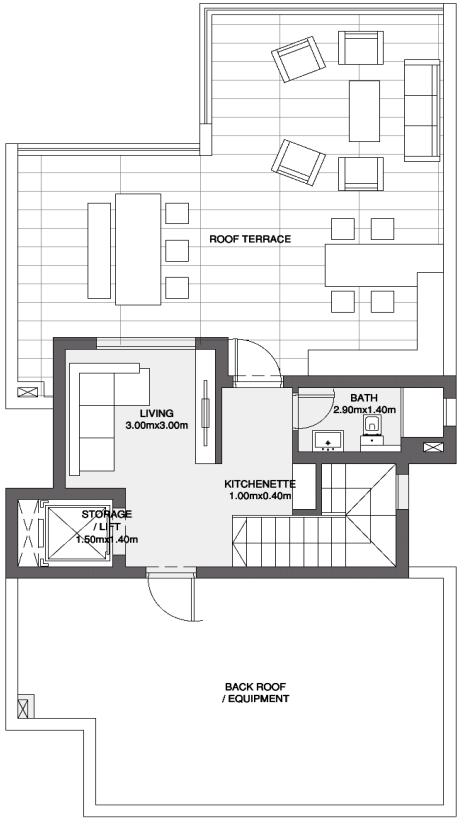 ROOF TERRACE
BATH
2.90mx1.40m
LIVING
3.00mx3.00m
KITCHENETTE
1.00mx0.40m
STORAGE
/ LIFT
1.50mx1.40m
BACK ROOF
/ EQUIPMENT